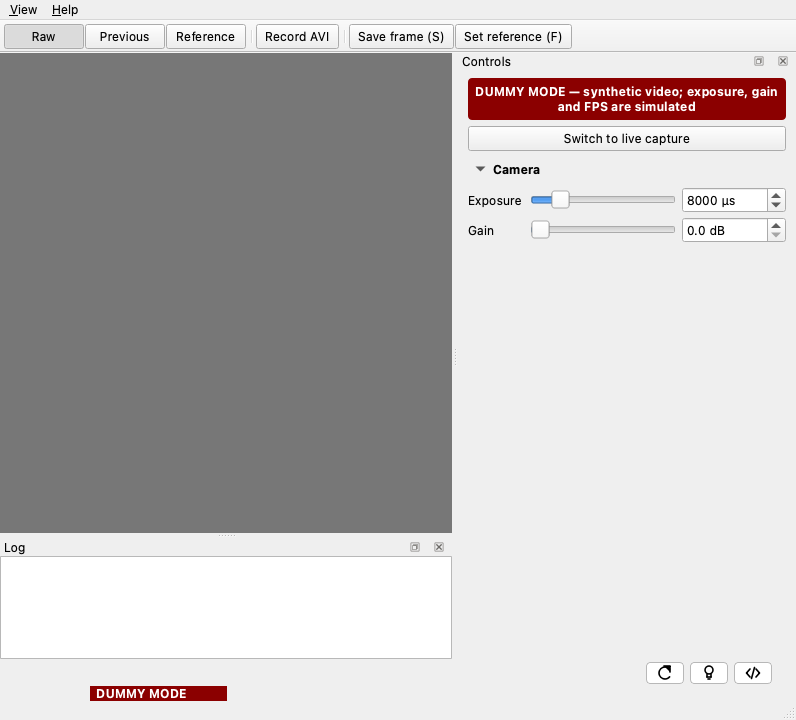 View Help
Raw Previous Reference Record AVI Save frame (S) Set reference (F)
Controls
DUMMY MODE — synthetic video; exposure, gain
and FPS are simulated
Switch to live capture
Camera
Exposure 8000 µs
Gain 0.0 dB
Log
DUMMY MODE